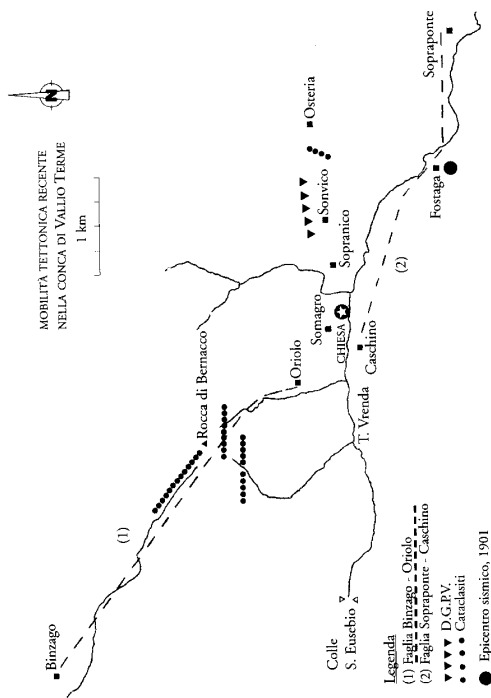 MOBILITÀ TETTONICA RECENTE
NELLA CONCA DI VALLIO TERME
1 km
N
Binzago
(1)
Rocca di Bernacco
Oriolo
Somagro
CHIESA
Sopranico
Sonvico
Osteria
Caschino
T. Vrenda
(2)
Fostaga
Sopraponte
Colle
S. Eusebio
Legenda
(1) Faglia Binzago - Oriolo
(2) Faglia Sopraponte - Caschino
D.G.P.V.
Cataclasiti
Epicentro sismico, 1901